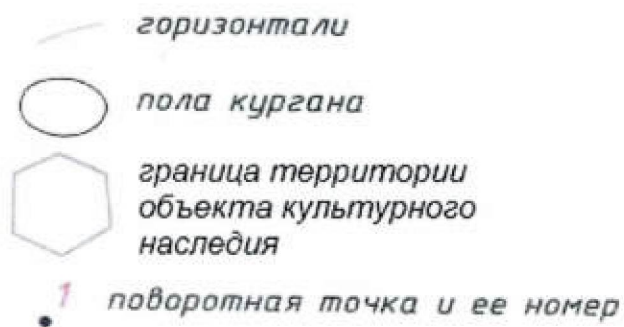 горизонтали
пола кургана
граница территории
объекта культурного
наследия
1 поворотная точка и ее номер